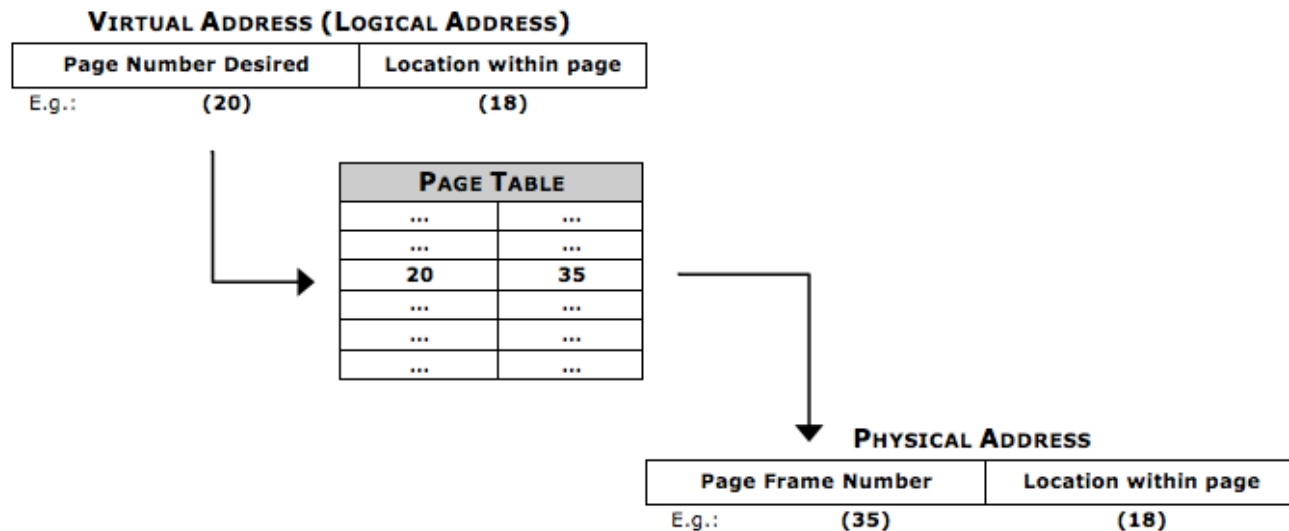 VIRTUAL ADDRESS (LOGICAL ADDRESS)
Page Number Desired Location within page
E.g.: (20) (18)
PAGE TABLE
... ...
... ...
20 35
... ...
... ...
... ...
PHYSICAL ADDRESS
Page Frame Number Location within page
E.g.: (35) (18)